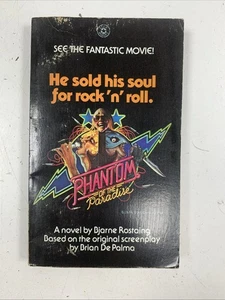 SEE THE FANTASTIC MOVIE!
He sold his soul
for rock 'n' roll.
PHANTOM
OF THE
Paradise
A novel by Bjarne Rostaing
Based on the original screenplay
by Brian De Palma